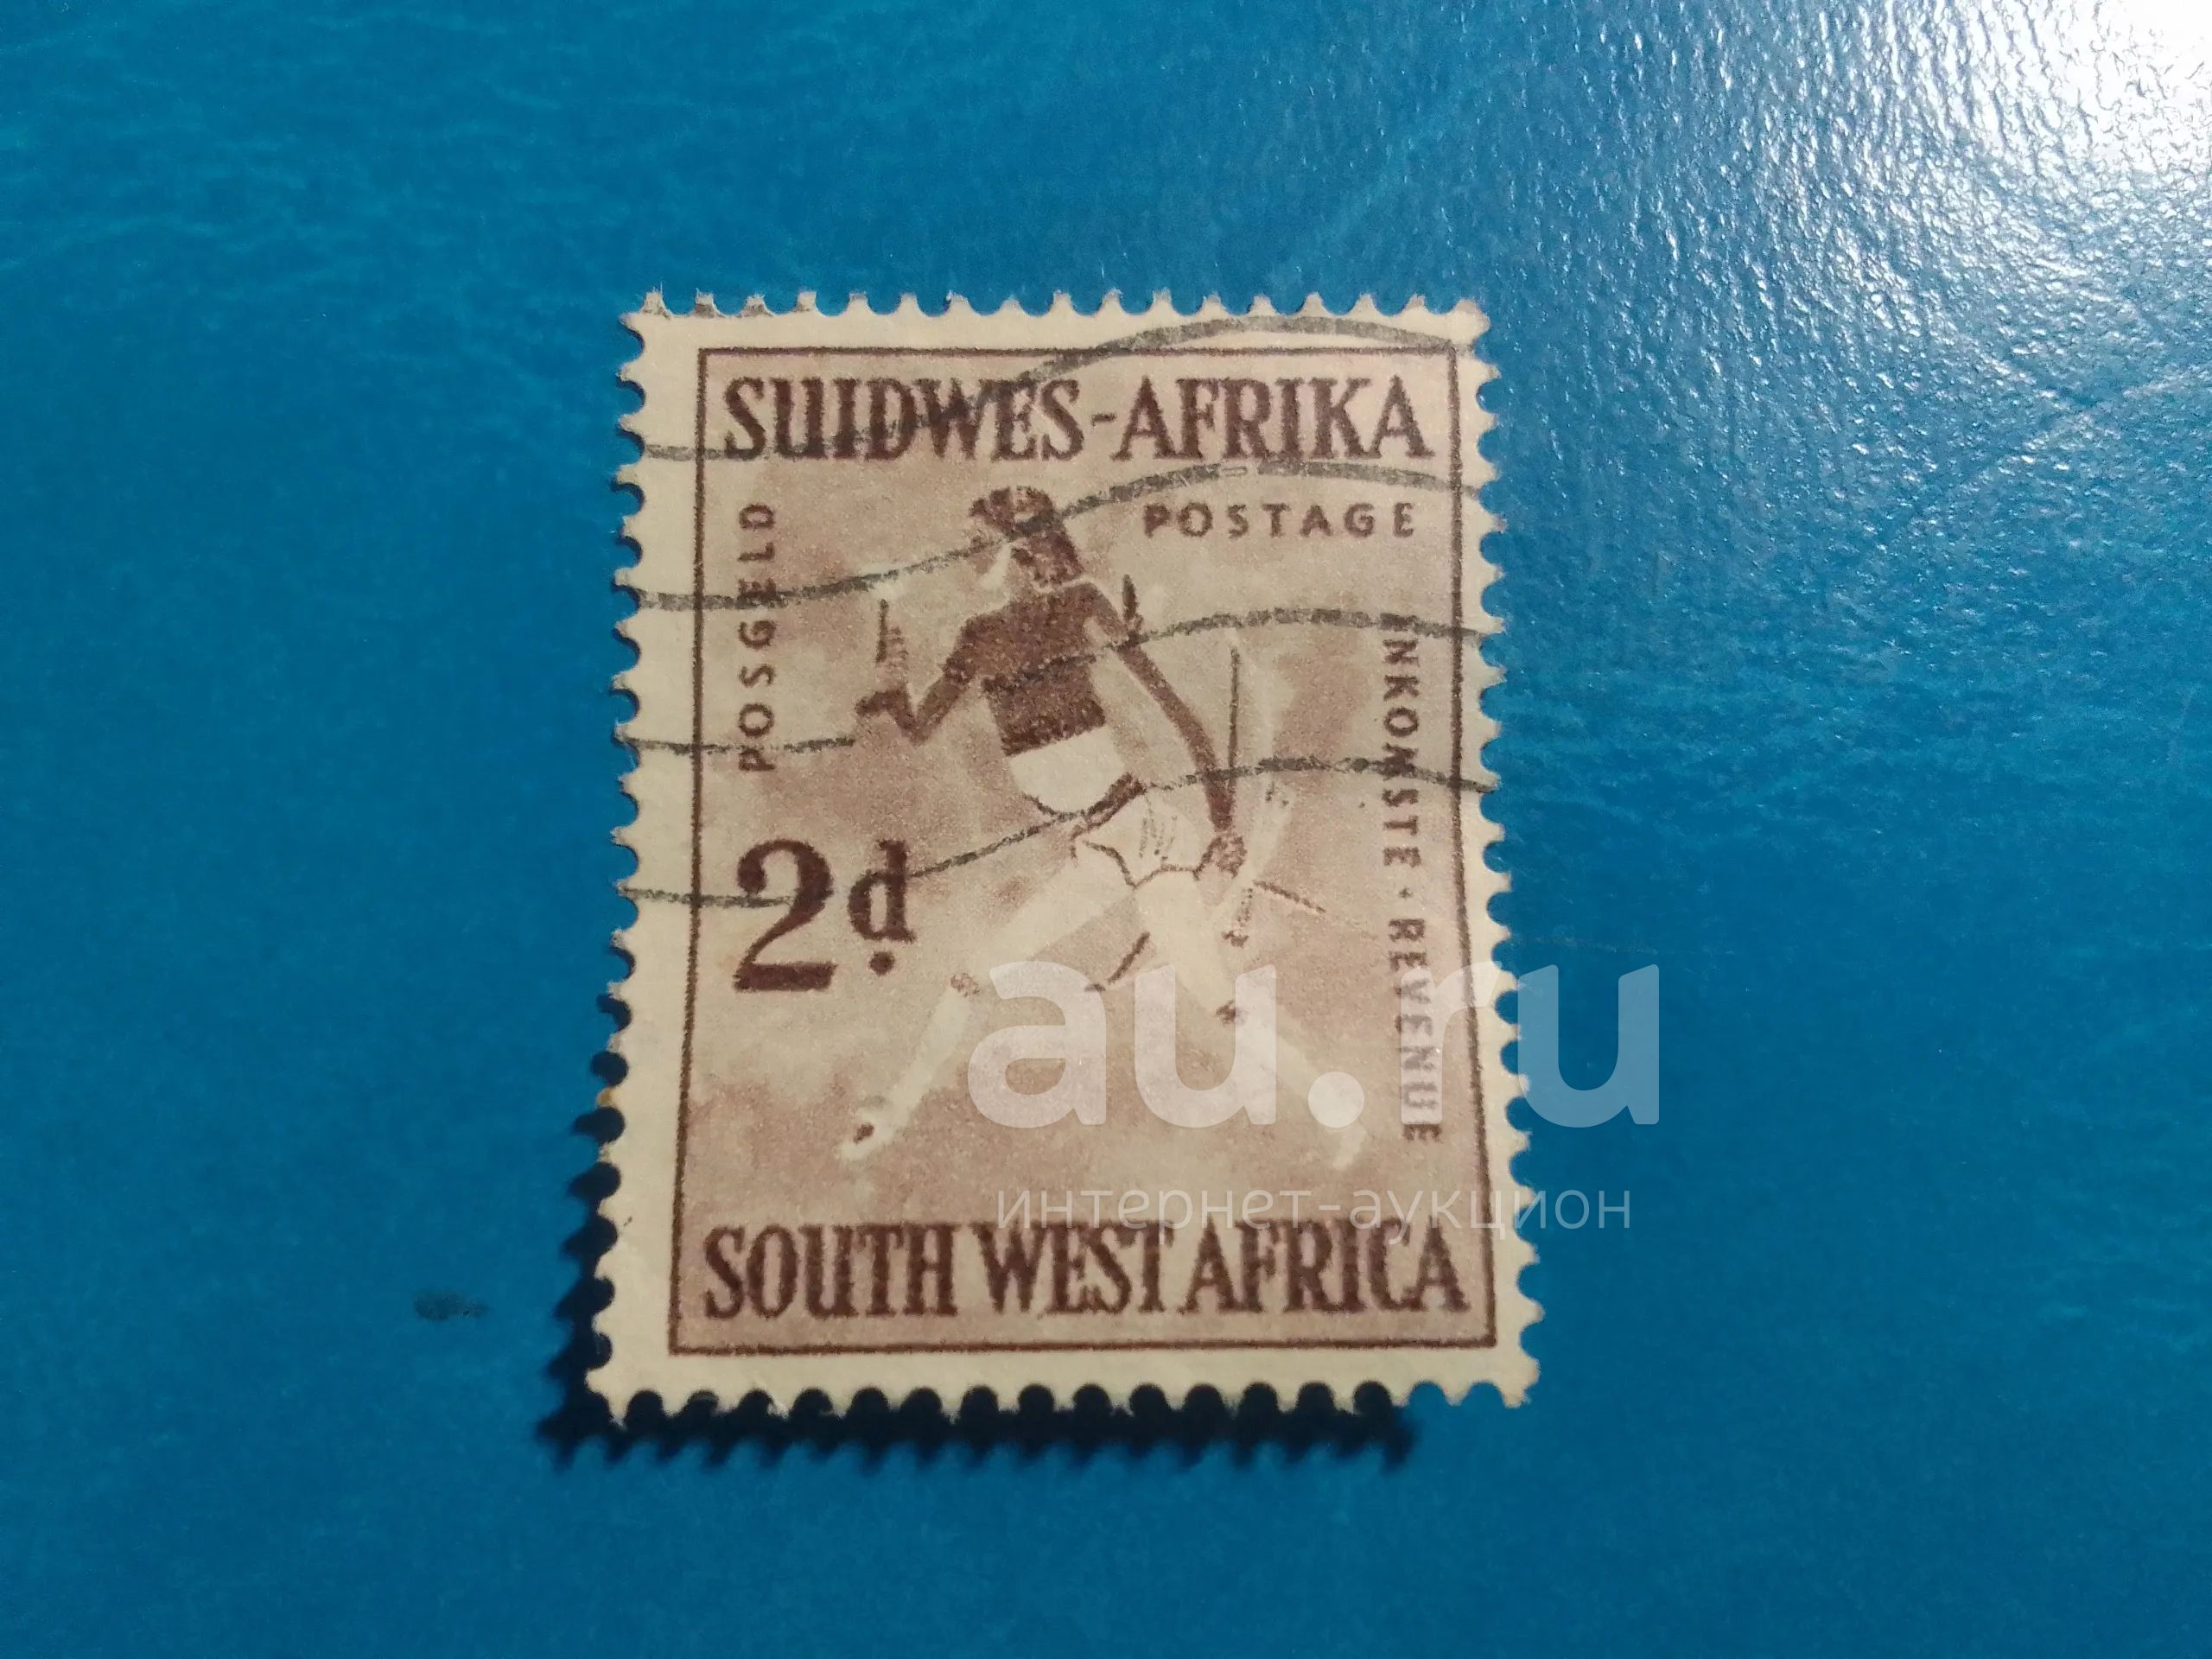 SUIDWES-AFRIKA
POSTAGE
POSGELD
INKOMSTE · REVENUE
2d.
au.ru
интернет-аукцион
SOUTH WEST AFRICA